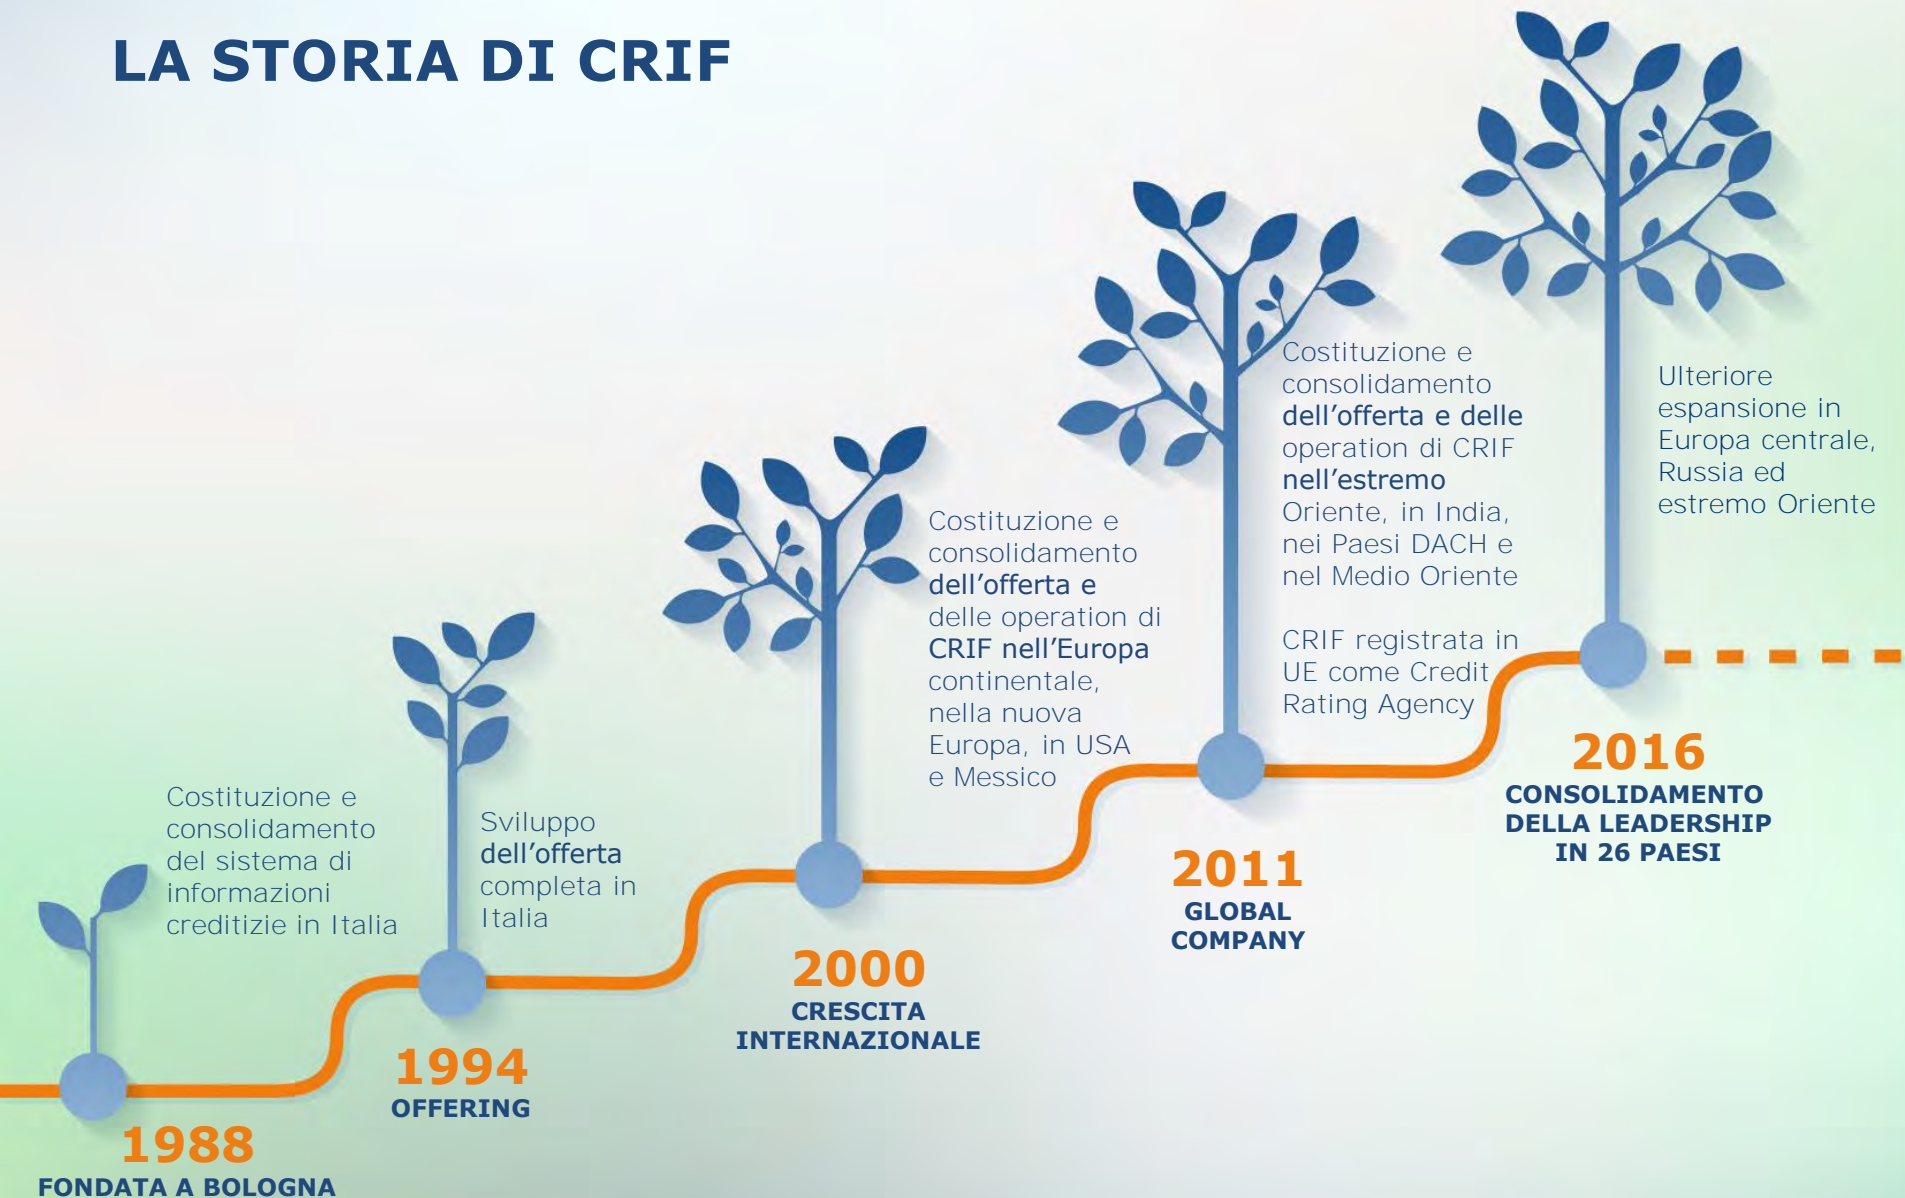 LA STORIA DI CRIF
Costituzione e
consolidamento
del sistema di
informazioni
creditizie in Italia
1988
FONDATA A BOLOGNA
Sviluppo
dell’offerta
completa in
Italia
1994
OFFERING
Costituzione e
consolidamento
dell’offerta e
delle operation di
CRIF nell’Europa
continentale,
nella nuova
Europa, in USA
e Messico
2000
CRESCITA
INTERNAZIONALE
Costituzione e
consolidamento
dell’offerta e delle
operation di CRIF
nell’estremo
Oriente, in India,
nei Paesi DACH e
nel Medio Oriente
CRIF registrata in
UE come Credit
Rating Agency
2011
GLOBAL
COMPANY
Ulteriore
espansione in
Europa centrale,
Russia ed
estremo Oriente
2016
CONSOLIDAMENTO
DELLA LEADERSHIP
IN 26 PAESI